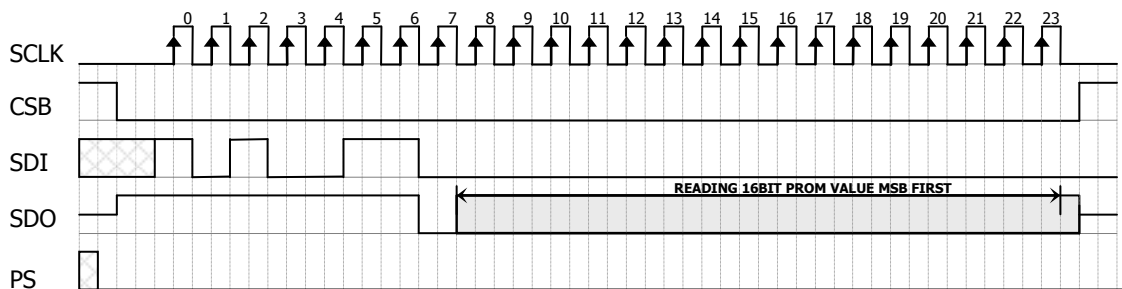 0 1 2 3 4 5 6 7 8 9 10 11 12 13 14 15 16 17 18 19 20 21 22 23
SCLK
CSB
SDI
READING 16BIT PROM VALUE MSB FIRST
SDO
PS